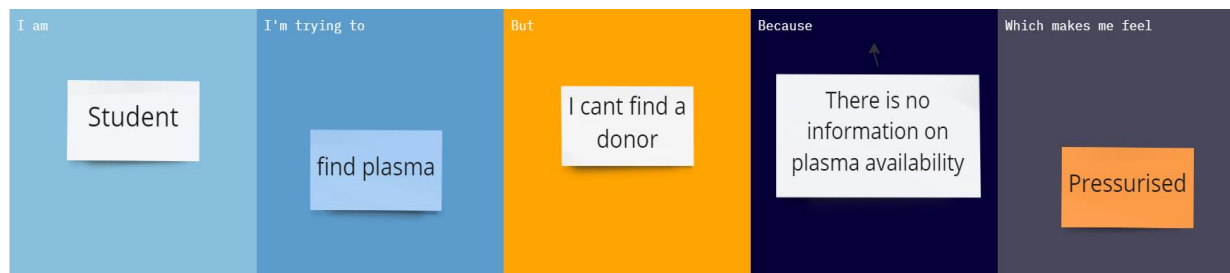 I am
Student
I'm trying to
find plasma
But
I cant find a
donor
Because
There is no
information on
plasma availability
Which makes me feel
Pressurised